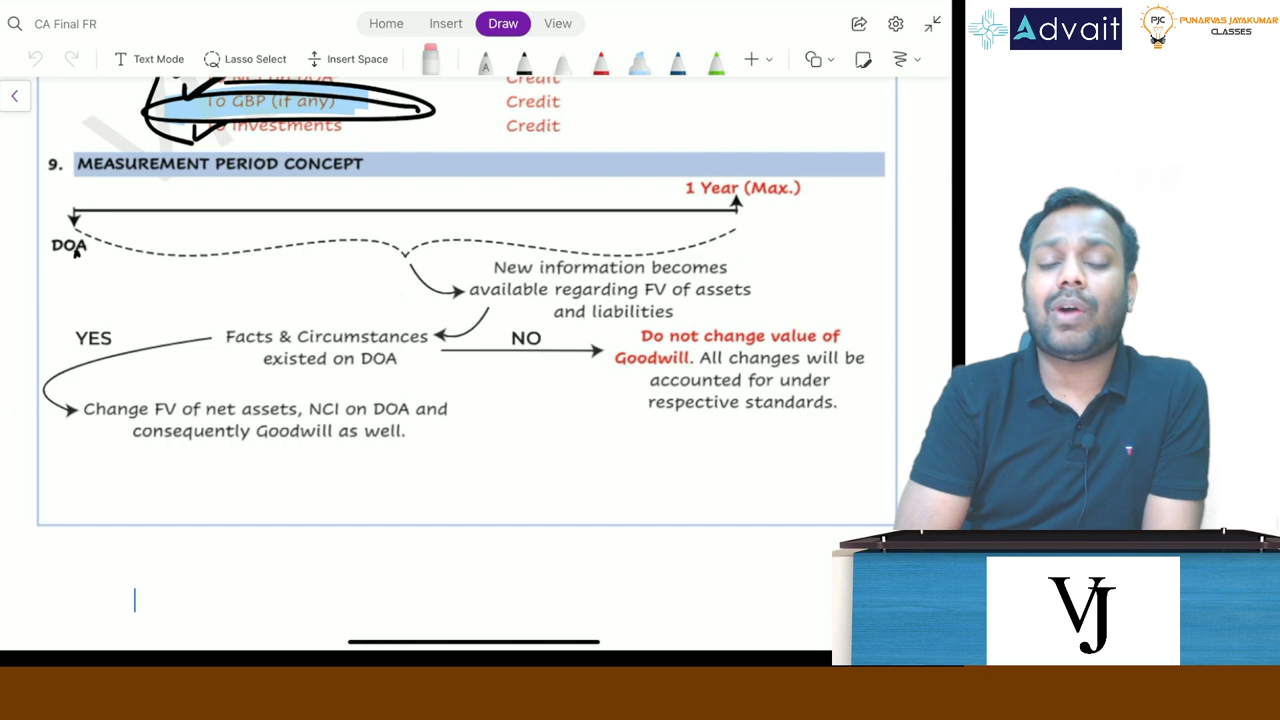 CA Final FR
Home Insert Draw View
Text Mode Lasso Select Insert Space
Advait
PJC PUNARVAS JAYAKUMAR
CLASSES
Credit
To GBP (if any) Credit
To Investments Credit
9. MEASUREMENT PERIOD CONCEPT
1 Year (Max.)
DOA
New information becomes
available regarding FV of assets
and liabilities
YES
Facts & Circumstances
existed on DOA
NO
Do not change value of
Goodwill. All changes will be
accounted for under
respective standards.
Change FV of net assets, NCI on DOA and
consequently Goodwill as well.
VJ